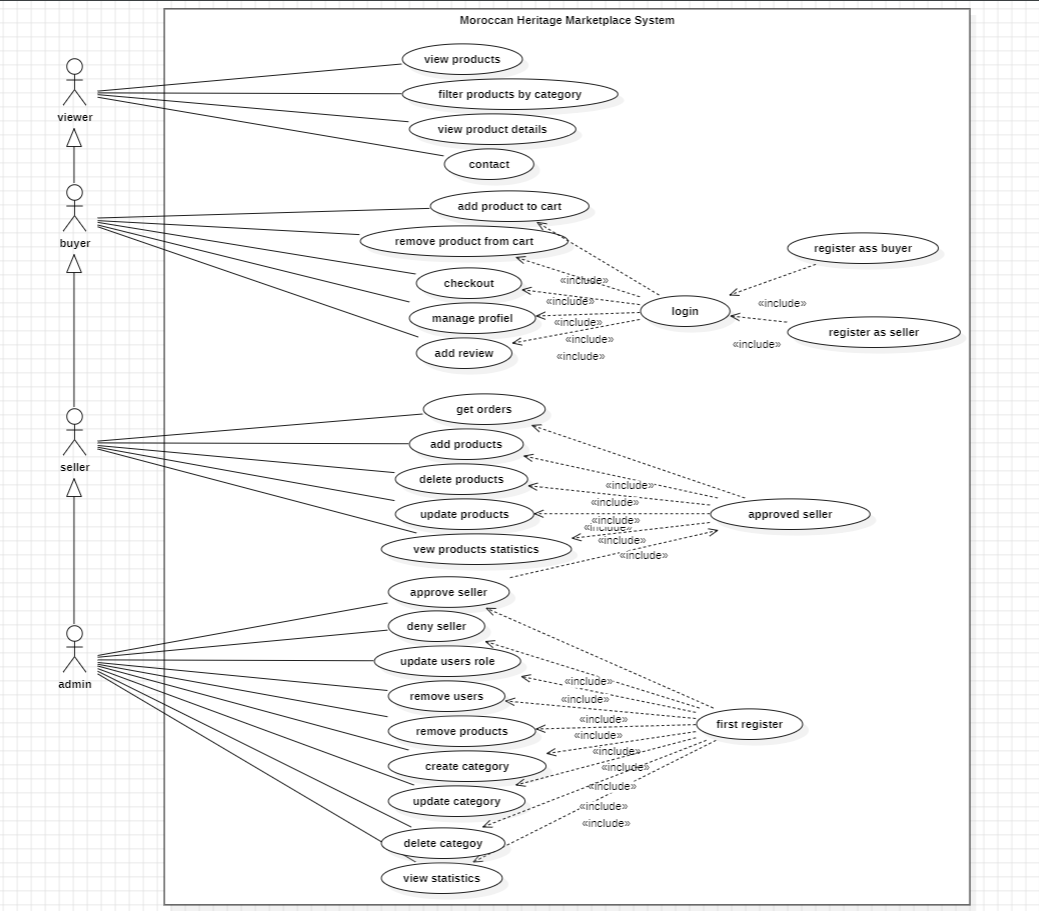 Moroccan Heritage Marketplace System
view products
filter products by category
viewer
view product details
contact
add product to cart
buyer
remove product from cart
register ass buyer
checkout
«include»
«include»
«include»
login
manage profiel
«include»
register as seller
«include»
«include»
add review
«include»
get orders
add products
seller
delete products
«include»
«include»
update products
approved seller
«include»
«include»
«include»
vew products statistics
«include»
approve seller
deny seller
update users role
admin
«include»
remove users
«include»
«include»
first register
remove products
«include»
«include»
create category
«include»
«include»
update category
«include»
«include»
delete categoy
view statistics